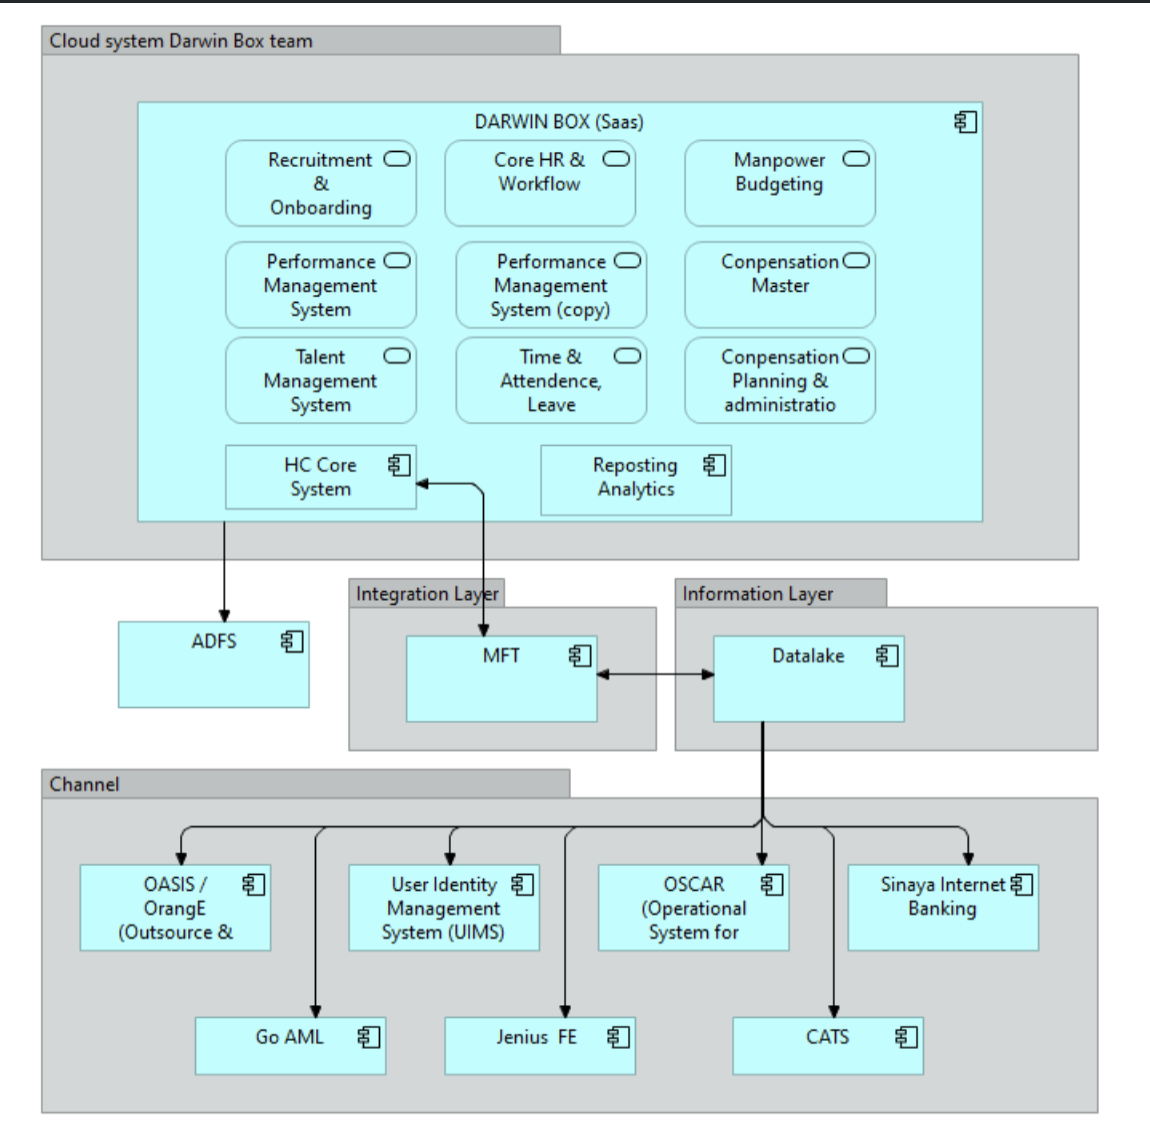 Cloud system Darwin Box team
DARWIN BOX (Saas)
Recruitment
&
Onboarding
Core HR &
Workflow
Manpower
Budgeting
Performance
Management
System
Performance
Management
System (copy)
Conpensation
Master
Talent
Management
System
Time &
Attendence,
Leave
Conpensation
Planning &
administratio
HC Core
System
Reposting
Analytics
ADFS
Integration Layer
MFT
Information Layer
Datalake
Channel
OASIS /
OrangE
(Outsource &
User Identity
Management
System (UIMS)
OSCAR
(Operational
System for
Sinaya Internet
Banking
Go AML
Jenius FE
CATS